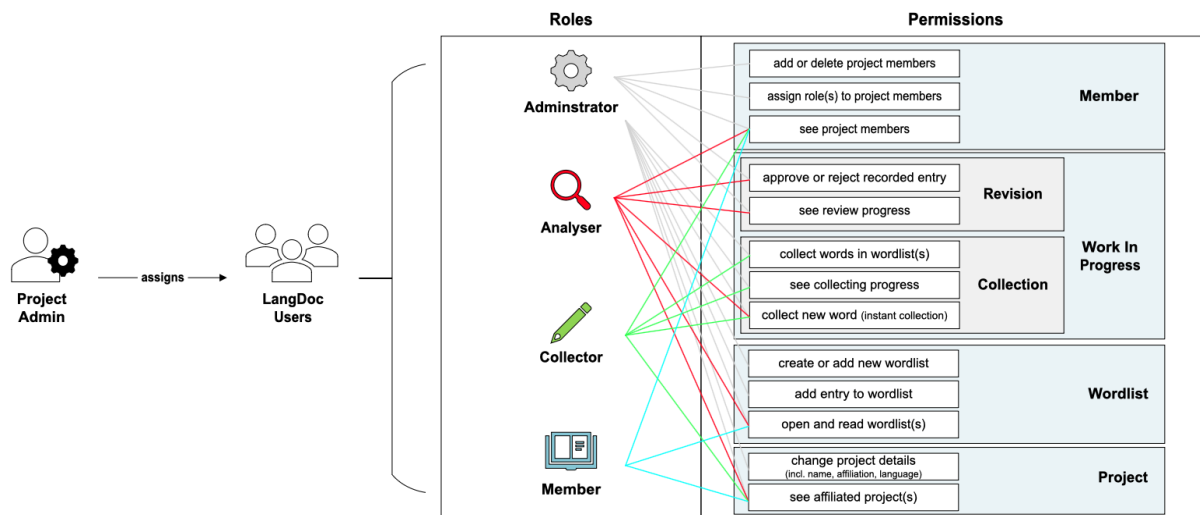 Roles
Permissions
Adminstrator
Analyser
Collector
Member
Project
Admin
assigns
LangDoc
Users
add or delete project members
assign role(s) to project members
see project members
Member
approve or reject recorded entry
see review progress
Revision
collect words in wordlist(s)
see collecting progress
collect new word (instant collection)
Collection
Work In
Progress
create or add new wordlist
add entry to wordlist
open and read wordlist(s)
Wordlist
change project details
(incl. name, affiliation, language)
see affiliated project(s)
Project